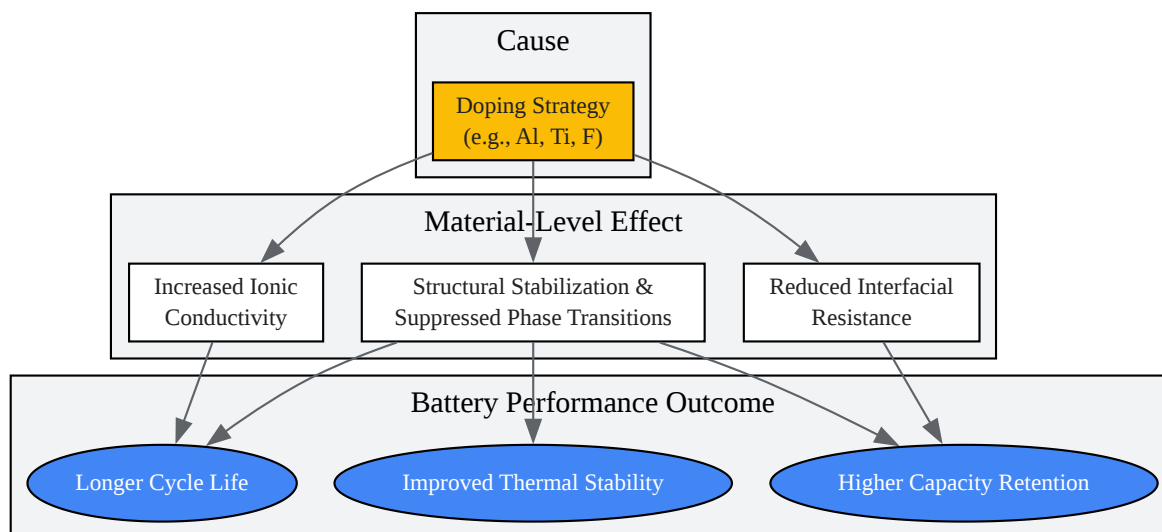 Cause
Doping Strategy
(e.g., Al, Ti, F)
Material-Level Effect
Increased Ionic
Conductivity
Structural Stabilization &
Suppressed Phase Transitions
Reduced Interfacial
Resistance
Battery Performance Outcome
Longer Cycle Life
Improved Thermal Stability
Higher Capacity Retention